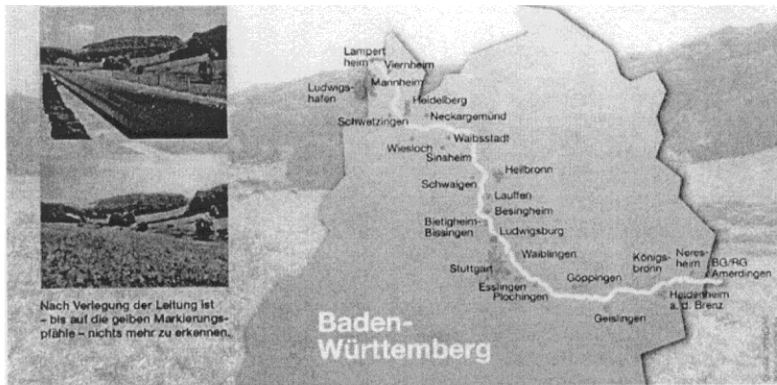 Lampert
heim
Viernheim
Mannheim
Ludwigs-
hafen
Heidelberg
Neckargemünd
Schwetzingen
Waibsstadt
Wiesloch
Sinsheim
Heilbronn
Schwaigen
Lauffen
Besingheim
Bietigheim-
Bissingen
Ludwigsburg
Waiblingen
Stuttgart
Esslingen
Plochingen
Göppingen
Geislingen
Königs-
bronn
Neres-
heim
BG/RG
Amerdingen
Heidenheim
a. d. Brenz
Nach Verlegung der Leitung ist
– bis auf die gelben Markierungs-
pfähle – nichts mehr zu erkennen.
Baden-
Württemberg